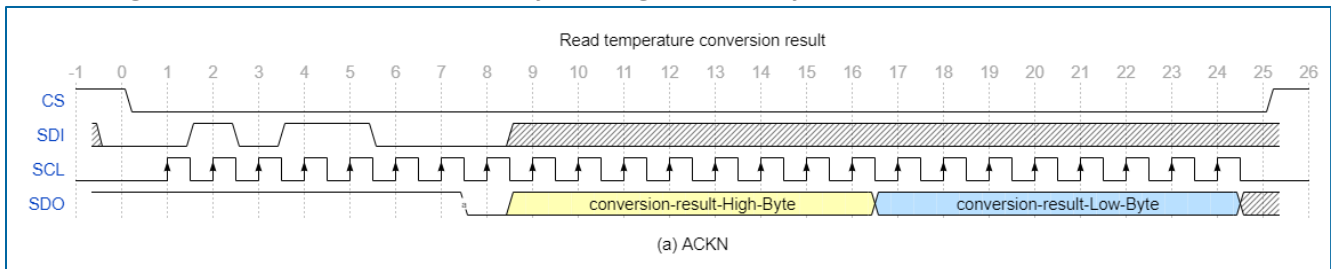 Read temperature conversion result
-1 0 1 2 3 4 5 6 7 8 9 10 11 12 13 14 15 16 17 18 19 20 21 22 23 24 25 26
CS
SDI
SCL
SDO conversion-result-High-Byte conversion-result-Low-Byte
(a) ACKN